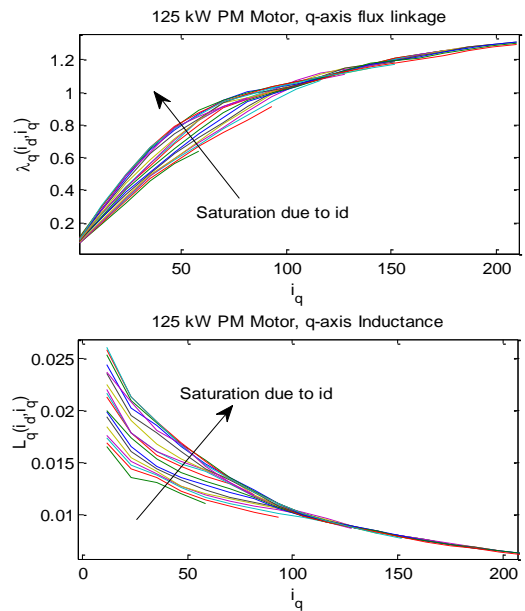 125 kW PM Motor, q-axis flux linkage
λq(id,iq)
1.2
1
0.8
0.6
0.4
0.2
Saturation due to id
50
100
150
200
iq
125 kW PM Motor, q-axis Inductance
Lq(id,iq)
0.025
0.02
0.015
0.01
Saturation due to id
0
50
100
150
200
iq